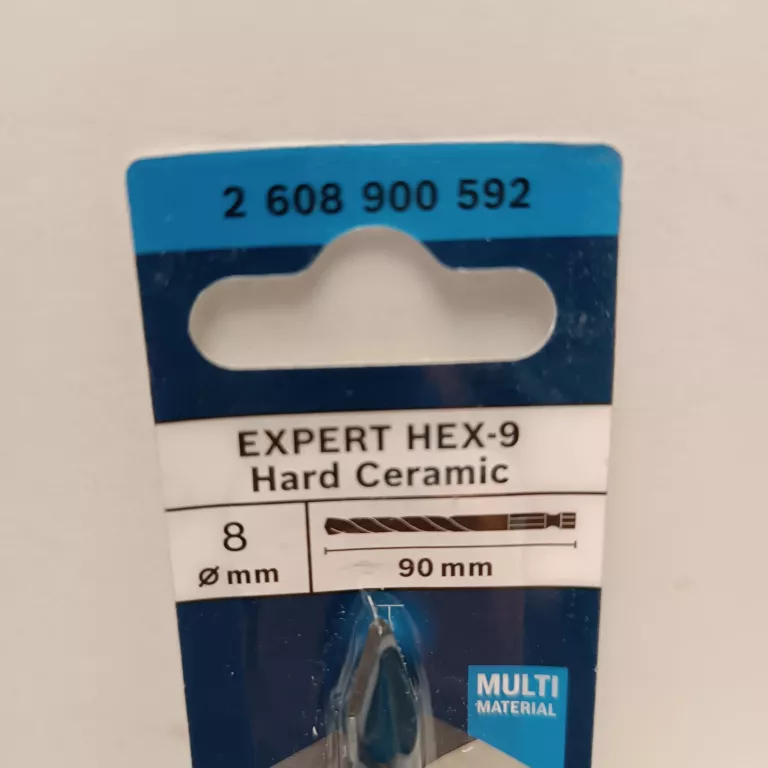 2 608 900 592
EXPERT HEX-9
Hard Ceramic
8
Ø mm
90 mm
MULTI
MATERIAL